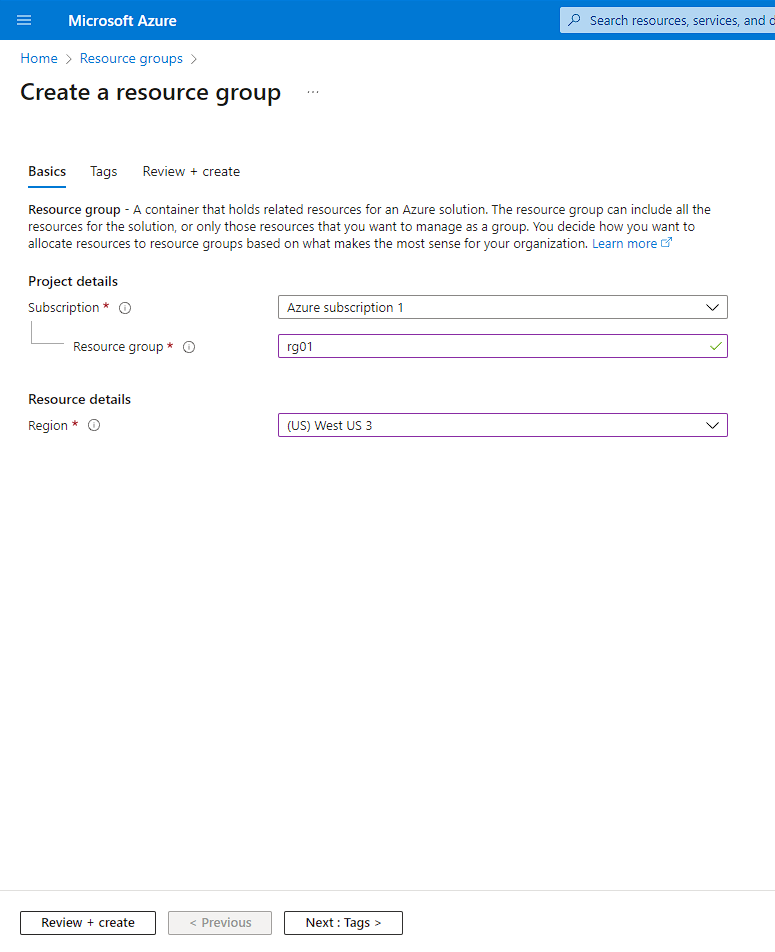 Microsoft Azure
Search resources, services, and d
Home > Resource groups >
Create a resource group ...
Basics Tags Review + create
Resource group - A container that holds related resources for an Azure solution. The resource group can include all the
resources for the solution, or only those resources that you want to manage as a group. You decide how you want to
allocate resources to resource groups based on what makes the most sense for your organization. Learn more
Project details
Subscription * Azure subscription 1
Resource group * rg01
Resource details
Region * (US) West US 3
Review + create < Previous Next : Tags >